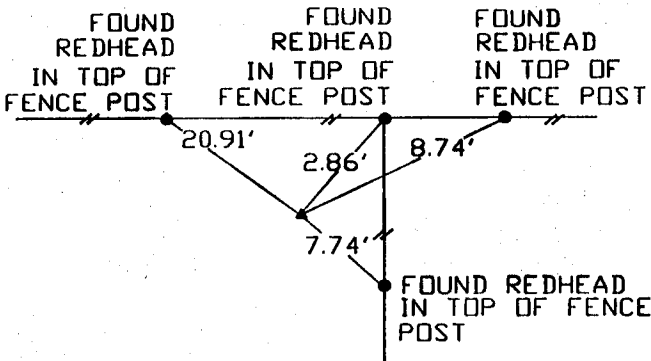 FOUND
REDHEAD
IN TOP OF
FENCE POST
FOUND
REDHEAD
IN TOP OF
FENCE POST
FOUND
REDHEAD
IN TOP OF
FENCE POST
20.91'
2.86'
8.74'
7.74'
FOUND REDHEAD
IN TOP OF FENCE
POST